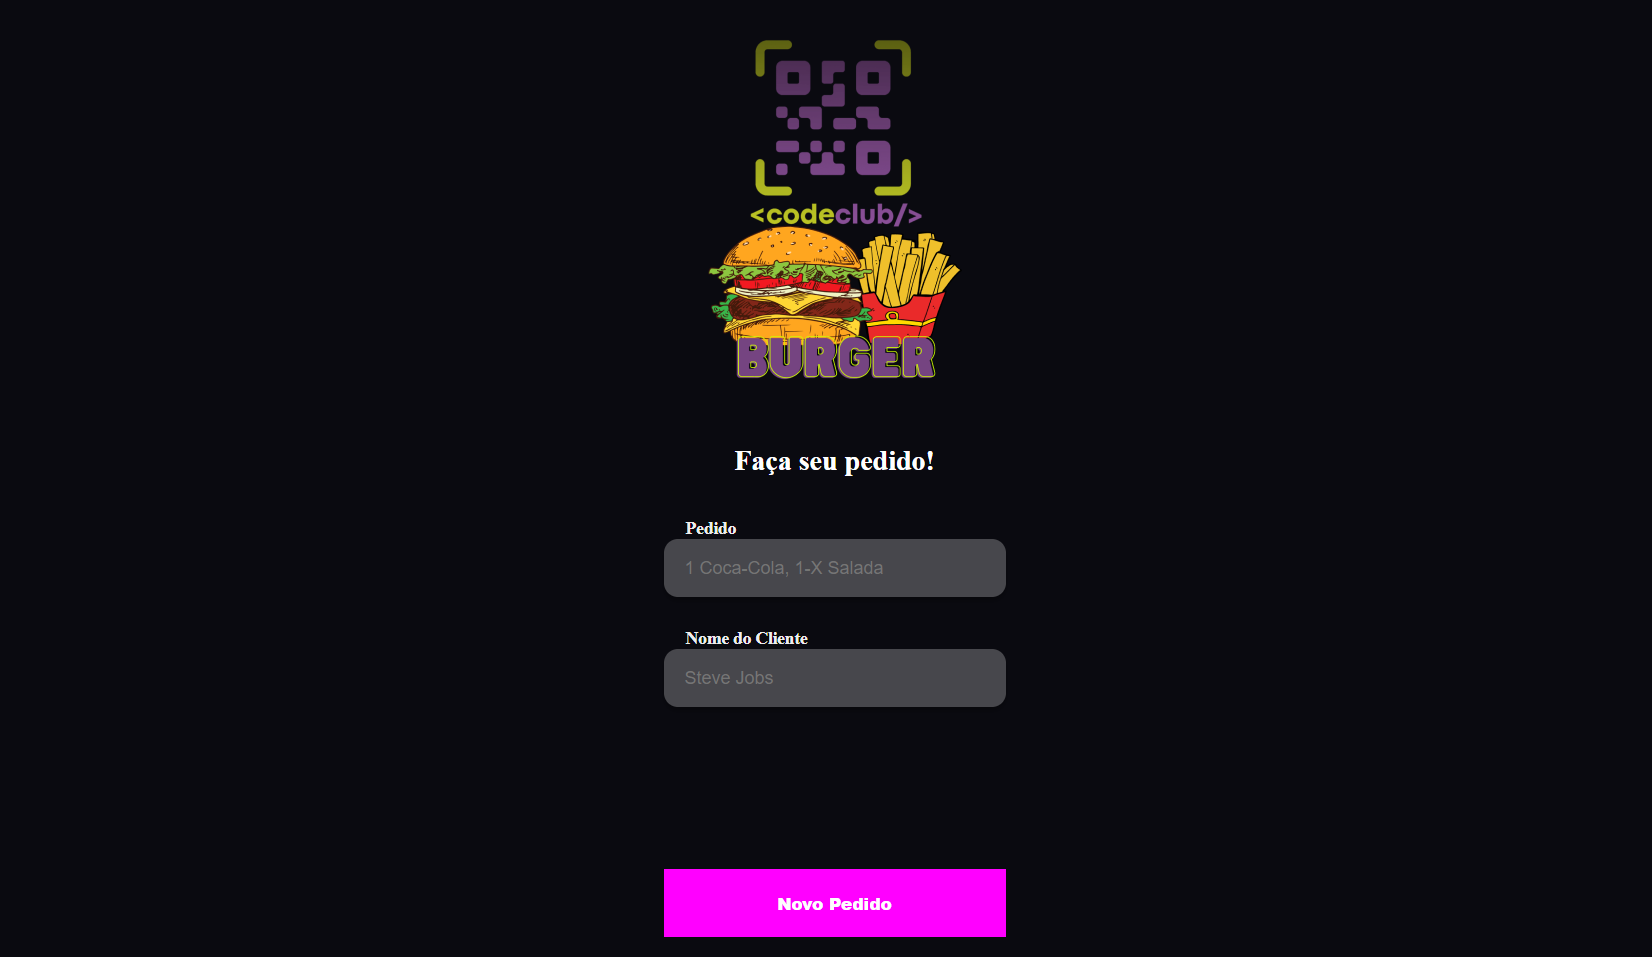 <codeclub/>
BURGER
Faça seu pedido!
Pedido
1 Coca-Cola, 1-X Salada
Nome do Cliente
Steve Jobs
Novo Pedido